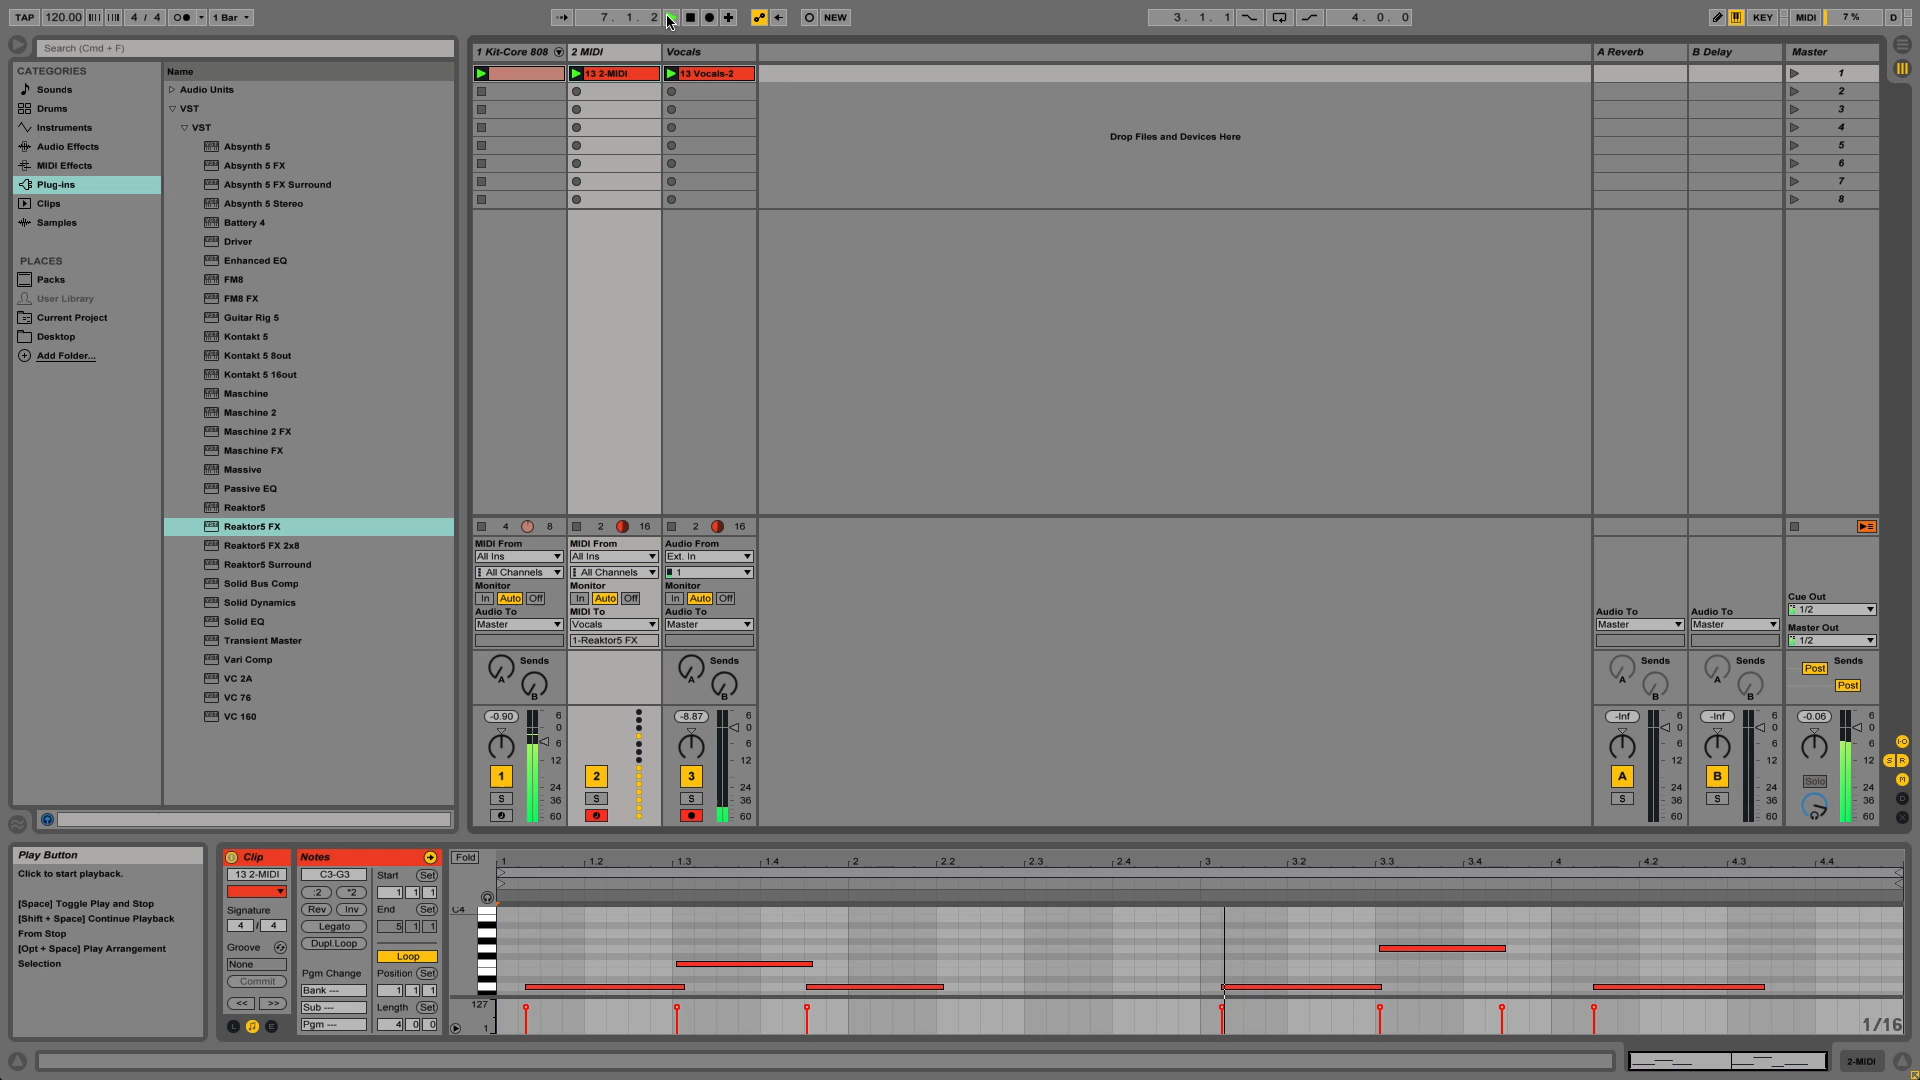 TAP 120.00 4 / 4 1 Bar 7. 1. 2 NEW 3. 1. 1 4. 0. 0 KEY MIDI 7 % D
Search (Cmd + F)
CATEGORIES
Sounds
Drums
Instruments
Audio Effects
MIDI Effects
Plug-ins
Clips
Samples
PLACES
Packs
User Library
Current Project
Desktop
Add Folder...
Name
Audio Units
VST
VST
Absynth 5
Absynth 5 FX
Absynth 5 FX Surround
Absynth 5 Stereo
Battery 4
Driver
Enhanced EQ
FM8
FM8 FX
Guitar Rig 5
Kontakt 5
Kontakt 5 8out
Kontakt 5 16out
Maschine
Maschine 2
Maschine 2 FX
Maschine FX
Massive
Passive EQ
Reaktor5
Reaktor5 FX
Reaktor5 FX 2x8
Reaktor5 Surround
Solid Bus Comp
Solid Dynamics
Solid EQ
Transient Master
Vari Comp
VC 2A
VC 76
VC 160
1 Kit-Core 808 2 MIDI Vocals A Reverb B Delay Master
13 2-MIDI 13 Vocals-2 1
2
3
4
5
6
7
8
Drop Files and Devices Here
4 8 2 16 2 16
MIDI From MIDI From Audio From
All Ins All Ins Ext. In
All Channels All Channels 1
Monitor Monitor Monitor
In Auto Off In Auto Off In Auto Off
Audio To MIDI To Audio To Audio To Audio To
Master Vocals Master Master Master
1-Reaktor5 FX
Cue Out
1/2
Master Out
1/2
Sends Sends Sends Sends Sends
A B A B A B A B Post Post
-0.90 -8.87 -Inf -Inf -0.06
6 0 6 12 24 36 60
6 0 6 12 24 36 60
6 0 6 12 24 36 60
6 0 6 12 24 36 60
6 0 6 12 24 36 60
1 2 3 A B Solo
S S S S S
I·O
S R
M
D
X
Play Button
Click to start playback.
[Space] Toggle Play and Stop
[Shift + Space] Continue Playback
From Stop
[Opt + Space] Play Arrangement
Selection
Clip
13 2-MIDI
Signature
4 / 4
Groove
None
Commit
<< >>
L E
Notes
C3-G3
:2 *2
Rev Inv
Legato
Dupl.Loop
Pgm Change
Bank ---
Sub ---
Pgm ---
Start Set
1 1 1
End Set
5 1 1
Loop
Position Set
1 1 1
Length Set
4 0 0
Fold 1 1.2 1.3 1.4 2 2.2 2.3 2.4 3 3.2 3.3 3.4 4 4.2 4.3 4.4
C4
127
1
1/16
2-MIDI